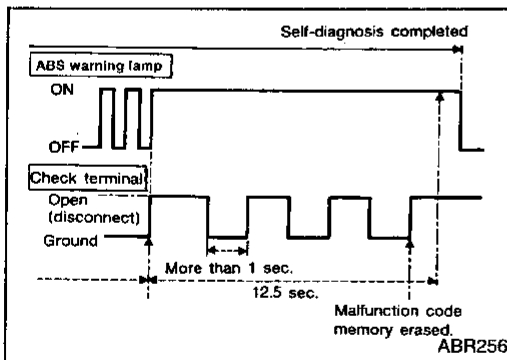 Self-diagnosis completed
ABS warning lamp
ON
OFF
Check terminal
Open
(disconnect)
Ground
More than 1 sec.
12.5 sec.
Malfunction code
memory erased.
ABR256